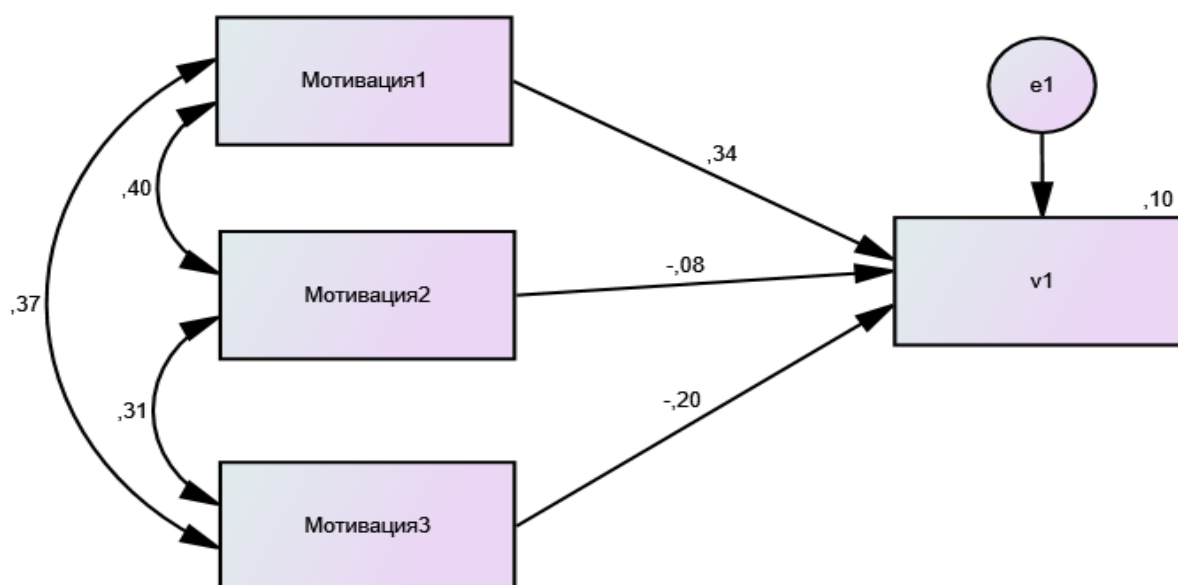 Мотивация1
e1
,34
,40
,10
Мотивация2
-,08
v1
,37
,31
-,20
Мотивация3